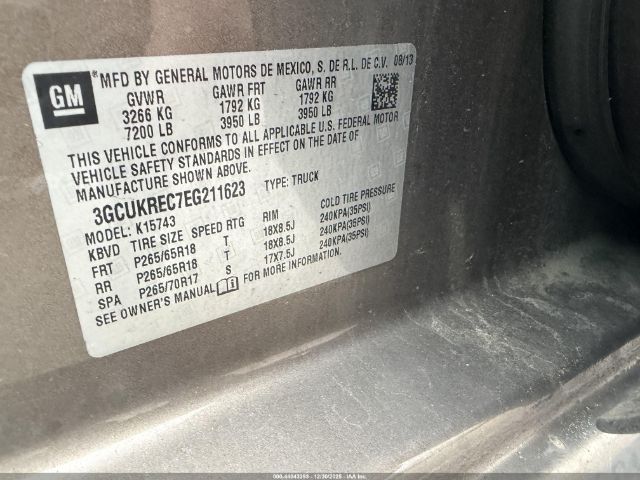 GM
® MFD BY GENERAL MOTORS DE MEXICO, S. DE R.L. DE C.V. 08/13
GVWR GAWR FRT GAWR RR
3266 KG 1792 KG 1792 KG
7200 LB 3950 LB 3950 LB
THIS VEHICLE CONFORMS TO ALL APPLICABLE U.S. FEDERAL MOTOR
VEHICLE SAFETY STANDARDS IN EFFECT ON THE DATE OF
MANUFACTURE SHOWN ABOVE.
3GCUKREC7EG211623 TYPE: TRUCK
MODEL: K15743
KBVD TIRE SIZE SPEED RTG RIM COLD TIRE PRESSURE
FRT P265/65R18 T 18X8.5J 240KPA(35PSI)
RR P265/65R18 T 18X8.5J 240KPA(35PSI)
SPA P265/70R17 S 17X7.5J 240KPA(35PSI)
SEE OWNER'S MANUAL FOR MORE INFORMATION.